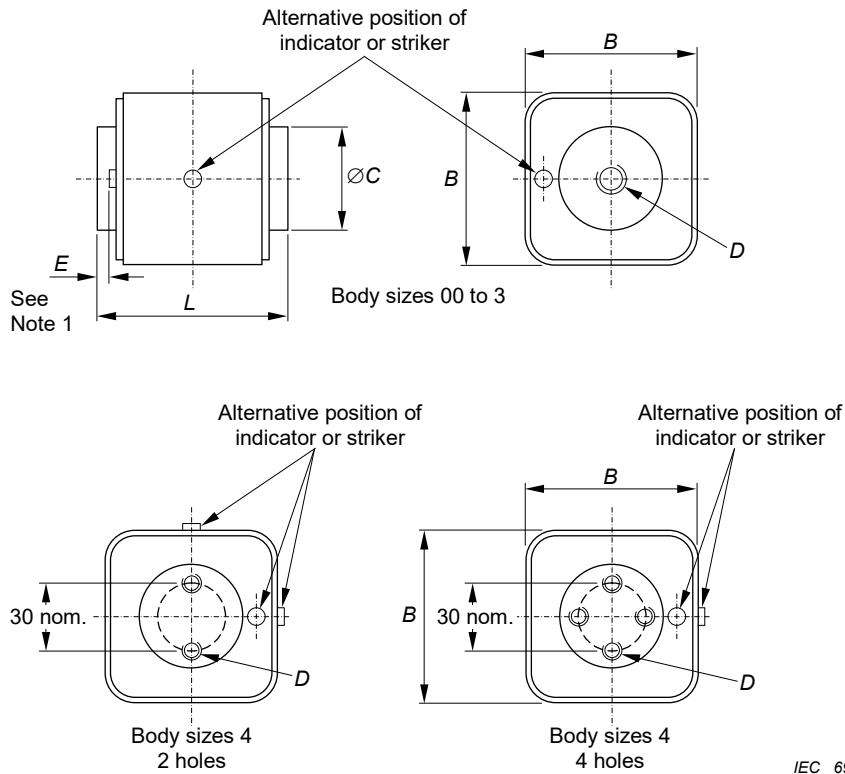 Alternative position of
indicator or striker
B
B
∅C
D
E
L
See
Note 1
Body sizes 00 to 3
Alternative position of
indicator or striker
30 nom.
D
Body sizes 4
2 holes
Alternative position of
indicator or striker
B
B
30 nom.
D
Body sizes 4
4 holes
IEC